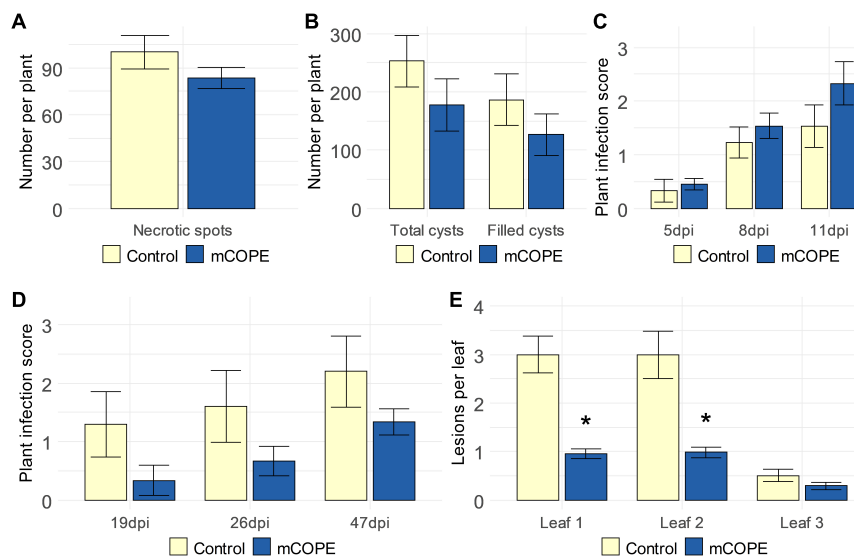 A
Number per plant
90
60
30
0
Necrotic spots
Control mCOPE
B
Number per plant
300
200
100
0
Total cysts Filled cysts
Control mCOPE
C
Plant infection score
3
2
1
0
5dpi 8dpi 11dpi
Control mCOPE
D
Plant infection score
3
2
1
0
19dpi 26dpi 47dpi
Control mCOPE
E
Lesions per leaf
4
3
2
1
0
* *
Leaf 1 Leaf 2 Leaf 3
Control mCOPE